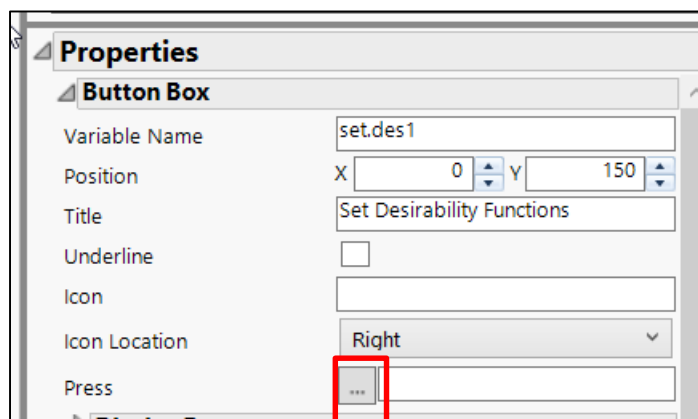 Properties
Button Box
Variable Name set.des1
Position X 0 Y 150
Title Set Desirability Functions
Underline
Icon
Icon Location Right
Press ...